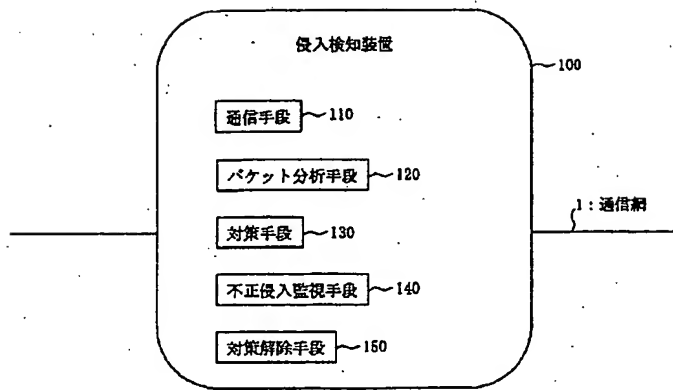 侵入検知装置
100
通信手段 110
パケット分析手段 120
1：通信網
対策手段 130
不正侵入監視手段 140
対策解除手段 150